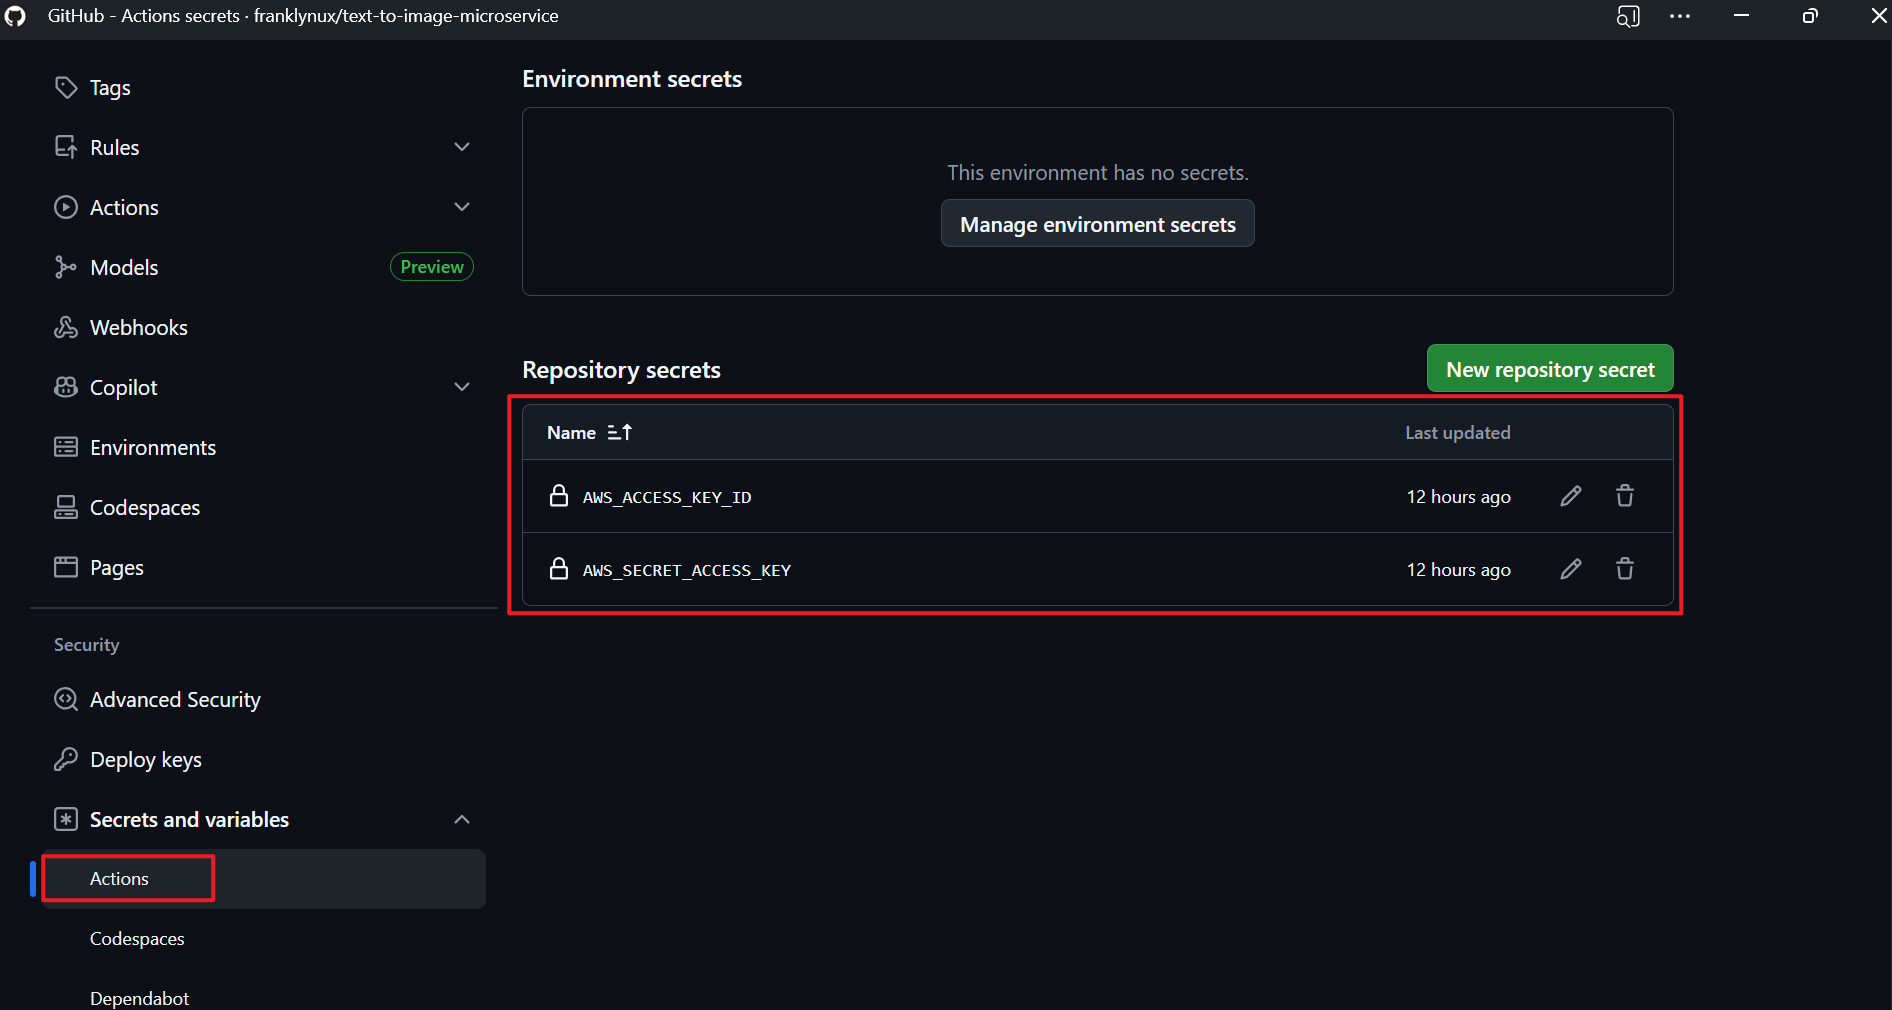 GitHub - Actions secrets · franklynux/text-to-image-microservice
Tags
Rules
Actions
Models
Preview
Webhooks
Copilot
Environments
Codespaces
Pages
Security
Advanced Security
Deploy keys
Secrets and variables
Actions
Codespaces
Dependabot
Environment secrets
This environment has no secrets.
Manage environment secrets
Repository secrets
New repository secret
Name
Last updated
AWS_ACCESS_KEY_ID
12 hours ago
AWS_SECRET_ACCESS_KEY
12 hours ago